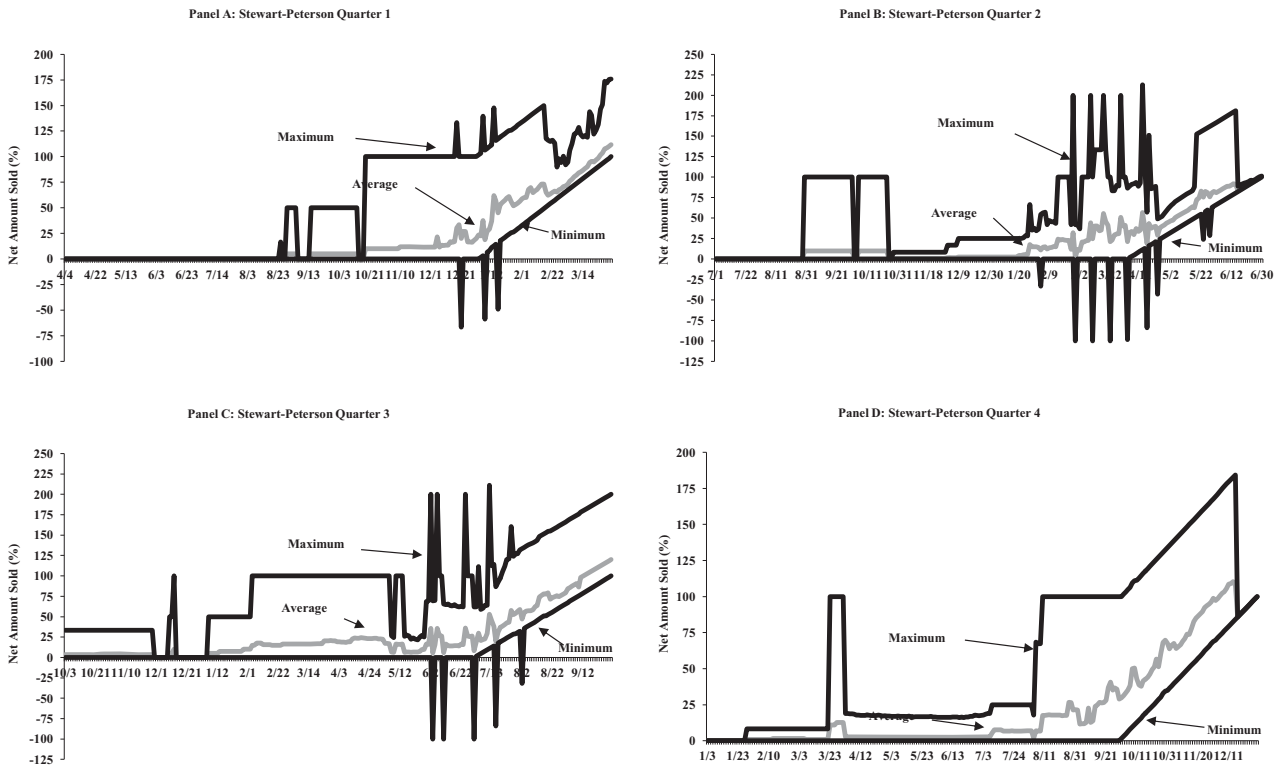 Panel A: Stewart-Peterson Quarter 1
Net Amount Sold (%)
200
175
150
125
100
75
50
25
0
-25
-50
-75
-100
Maximum
Average
Minimum
4/4 4/22 5/13 6/3 6/23 7/14 8/3 8/23 9/13 10/3 10/21 11/10 12/1 12/21 2/1 2/22 3/14
Panel B: Stewart-Peterson Quarter 2
Net Amount Sold (%)
250
225
200
175
150
125
100
75
50
25
0
-25
-50
-75
-100
-125
Maximum
Average
Minimum
7/1 7/22 8/11 8/31 9/21 10/11 10/31 11/18 12/9 12/30 1/20 2/9 5/2 5/22 6/12 6/30
Panel C: Stewart-Peterson Quarter 3
Net Amount Sold (%)
250
225
200
175
150
125
100
75
50
25
0
-25
-50
-75
-100
-125
Maximum
Average
Minimum
10/3 10/21 11/10 12/1 12/21 1/12 2/1 2/22 3/14 4/3 4/24 5/12 6/22 7/13 8/2 8/22 9/12
Panel D: Stewart-Peterson Quarter 4
Net Amount Sold (%)
200
175
150
125
100
75
50
25
0
Maximum
Average
Minimum
1/3 1/23 2/10 3/3 3/23 4/12 5/3 5/23 6/13 7/3 7/24 8/11 8/31 9/21 10/11 10/31 11/20 12/11